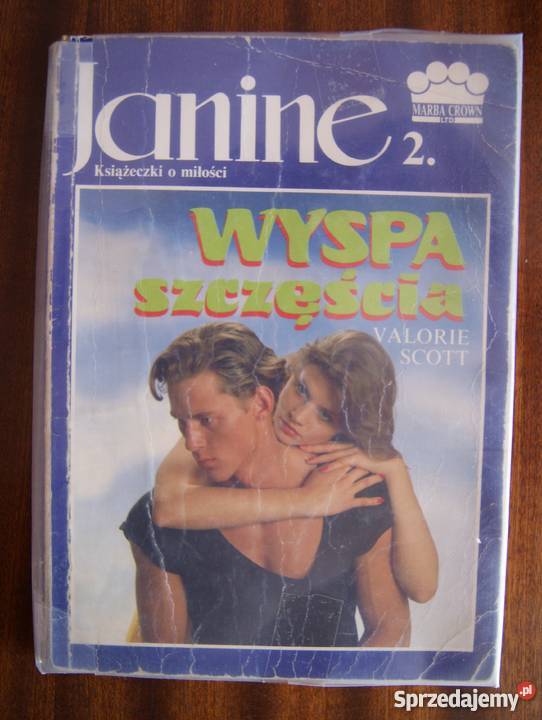 Janine 2.
MARBA CROWN
LTD
Książeczki o miłości
WYSPA
szczęścia
VALORIE
SCOTT
Sprzedajemy.pl